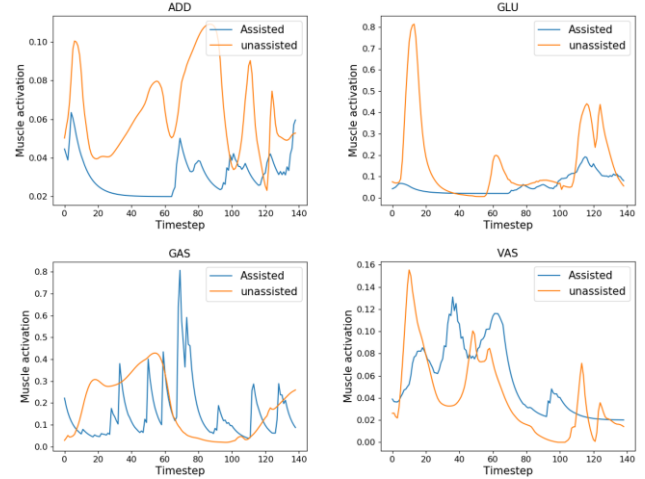 ADD
Muscle activation
0.10
0.08
0.06
0.04
0.02
0 20 40 60 80 100 120 140
Timestep
Assisted
unassisted
GLU
Muscle activation
0.8
0.7
0.6
0.5
0.4
0.3
0.2
0.1
0.0
0 20 40 60 80 100 120 140
Timestep
Assisted
unassisted
GAS
Muscle activation
0.8
0.7
0.6
0.5
0.4
0.3
0.2
0.1
0.0
0 20 40 60 80 100 120 140
Timestep
Assisted
unassisted
VAS
Muscle activation
0.16
0.14
0.12
0.10
0.08
0.06
0.04
0.02
0.00
0 20 40 60 80 100 120 140
Timestep
Assisted
unassisted